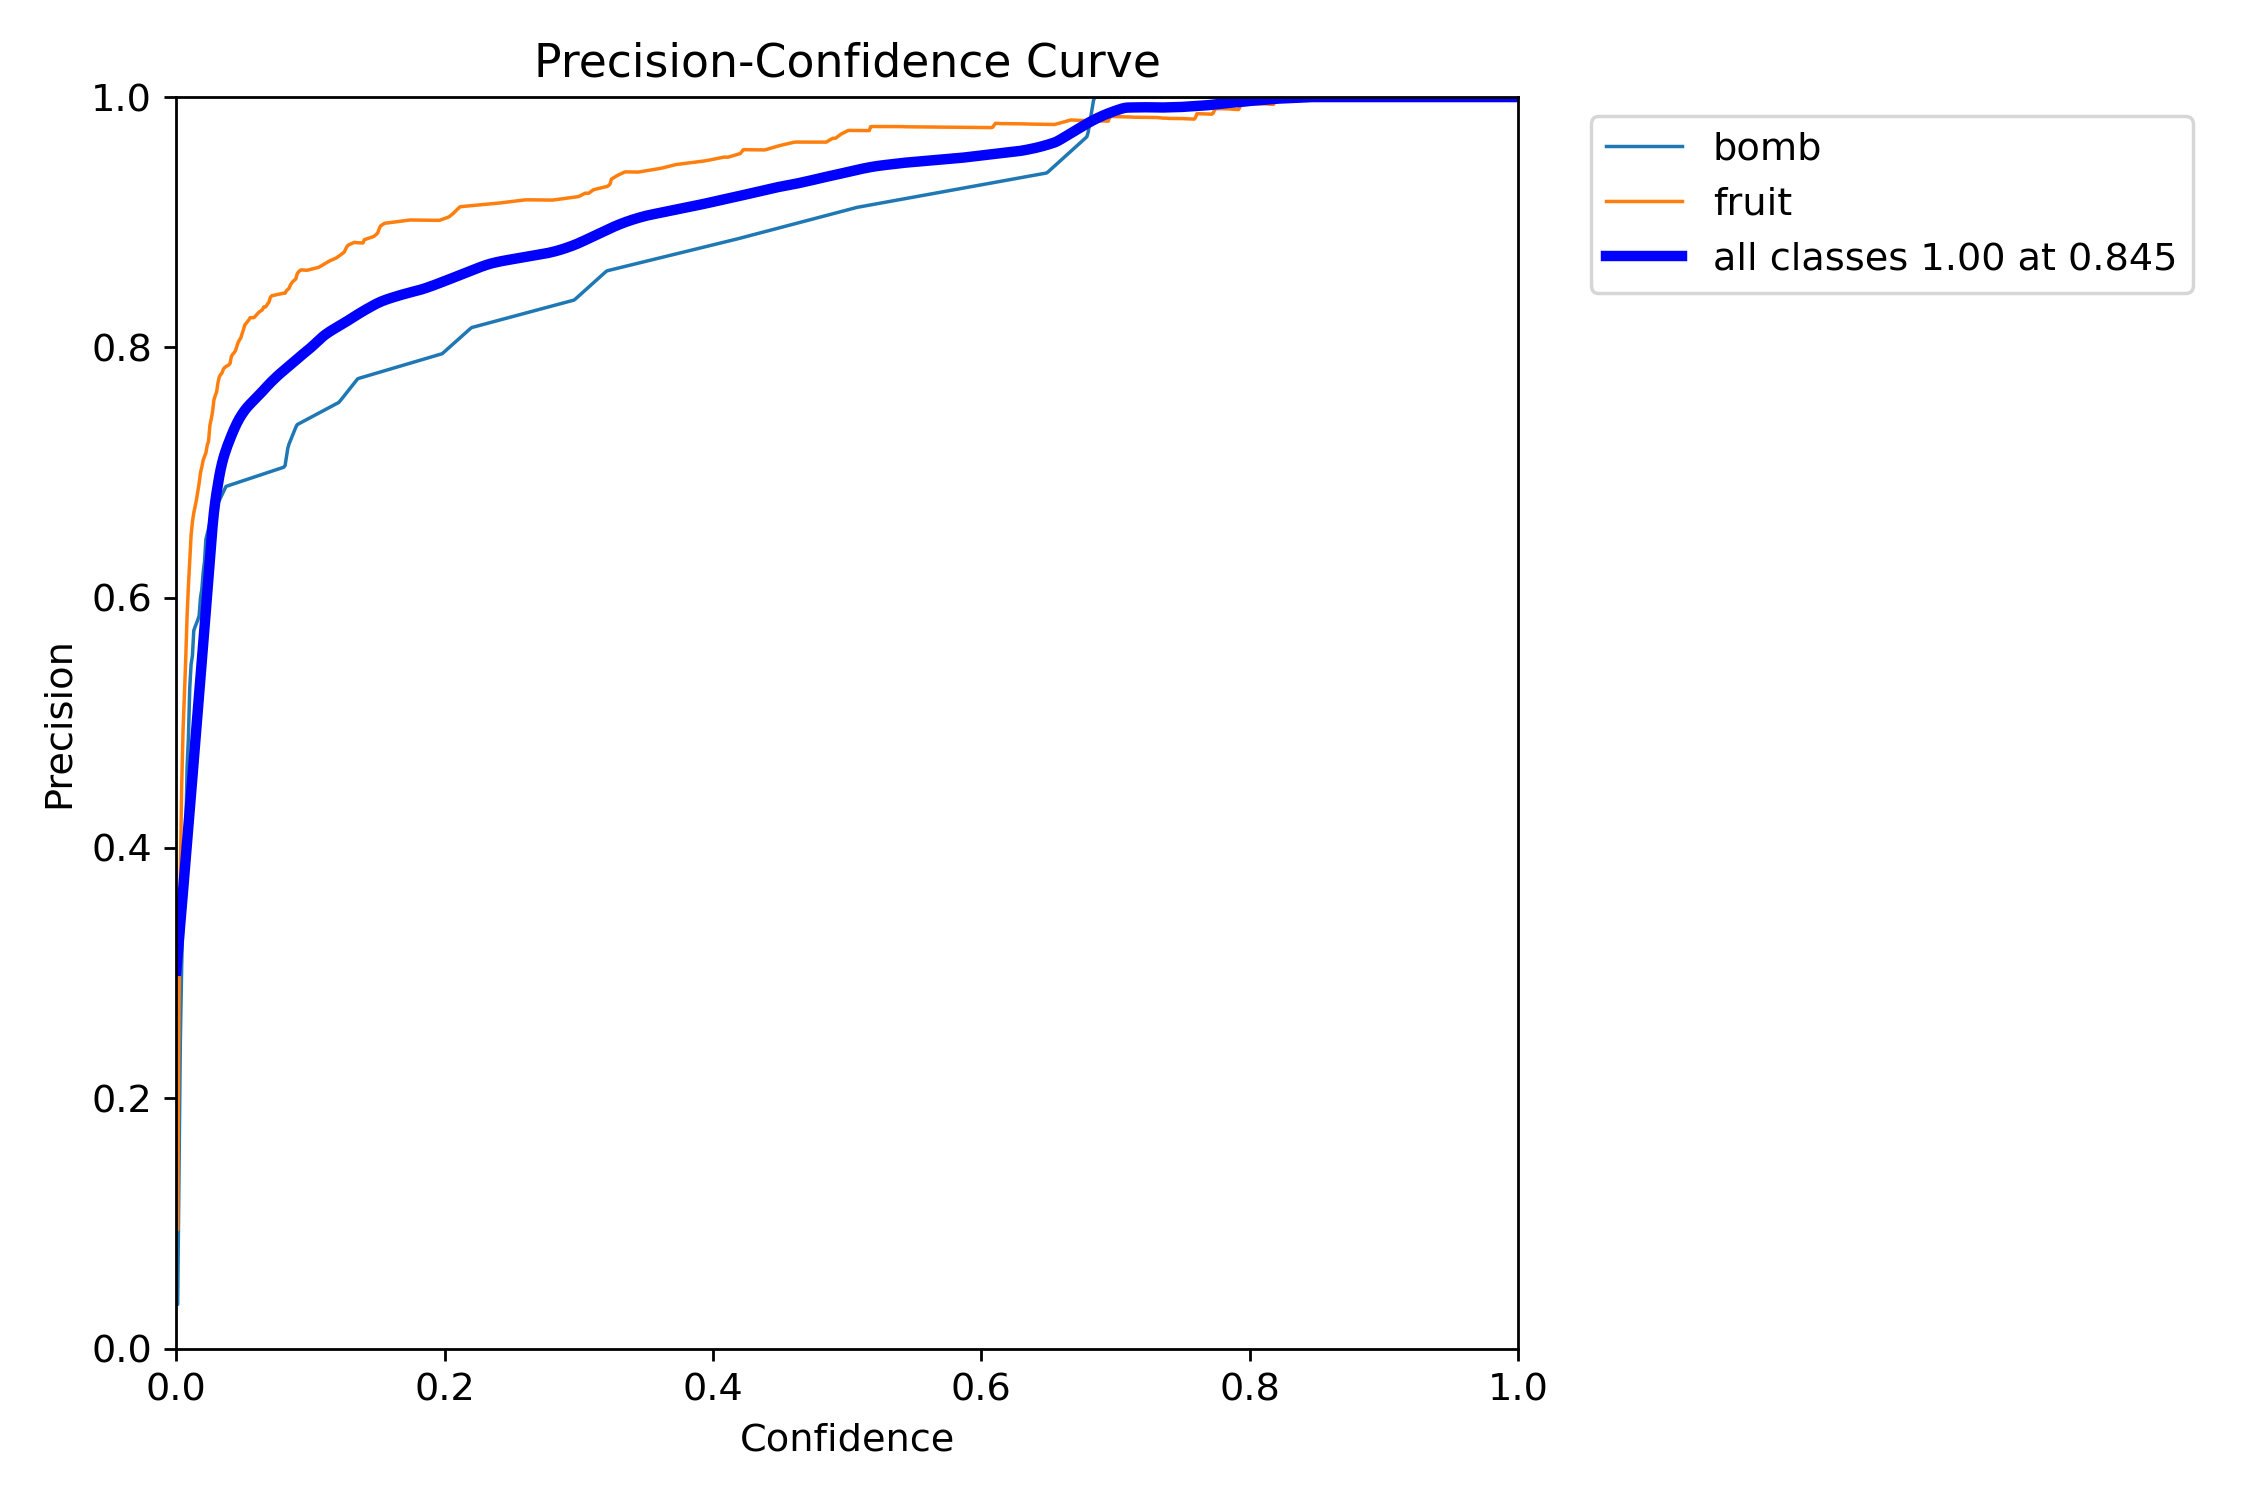 Precision-Confidence Curve
1.0
0.8
0.6
0.4
0.2
0.0
Precision
0.0 0.2 0.4 0.6 0.8 1.0
Confidence
bomb
fruit
all classes 1.00 at 0.845